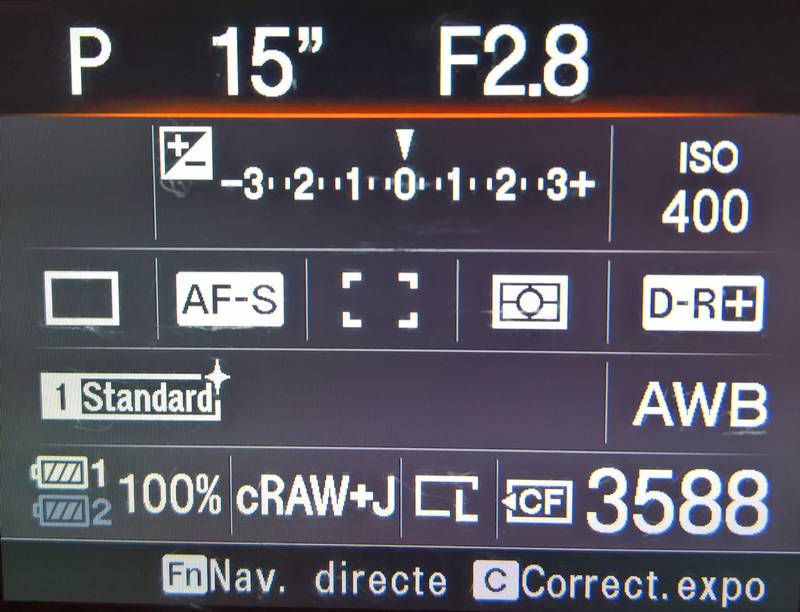 P 15” F2.8
-3··2··1··0··1··2··3+ ISO 400
AF-S D-R+
1 Standard AWB
1 2 100% cRAW+J L CF 3588
Fn Nav. directe C Correct.expo